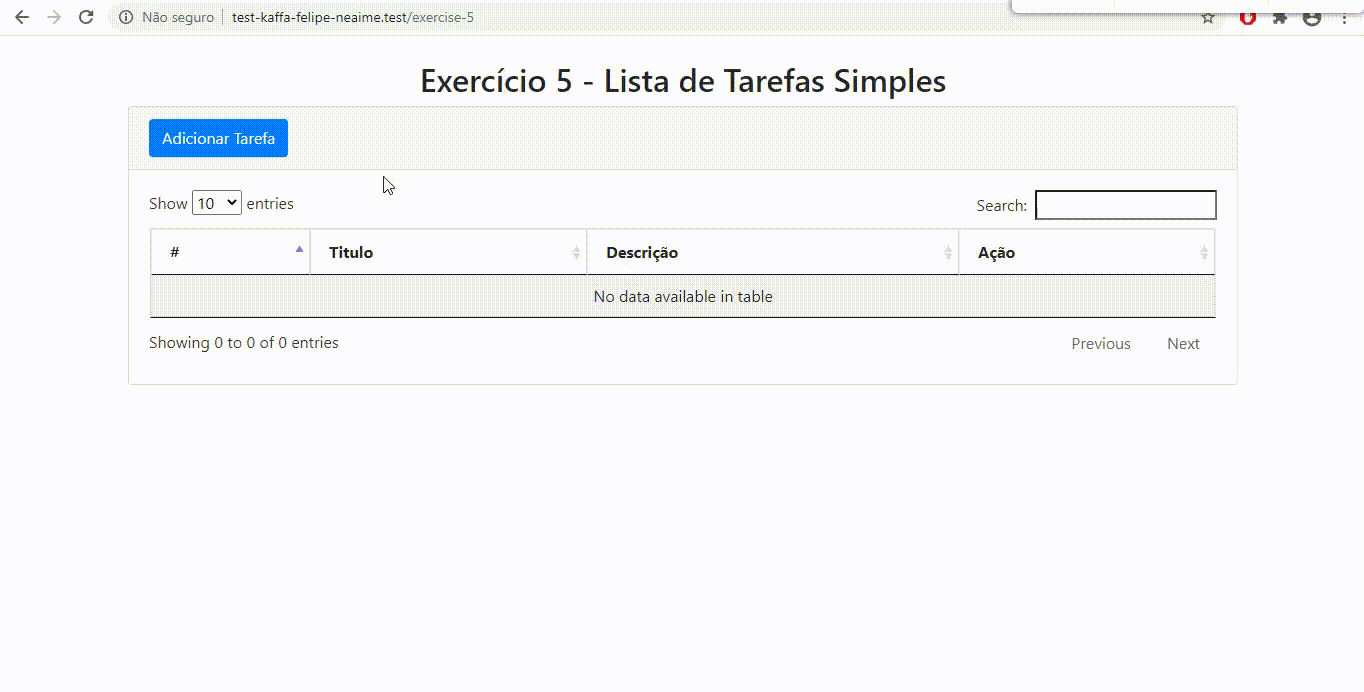 Não seguro | test-kaffa-felipe-neaime.test/exercise-5
Exercício 5 - Lista de Tarefas Simples
Adicionar Tarefa
Show 10 entries Search:
# Titulo Descrição Ação
No data available in table
Showing 0 to 0 of 0 entries Previous Next